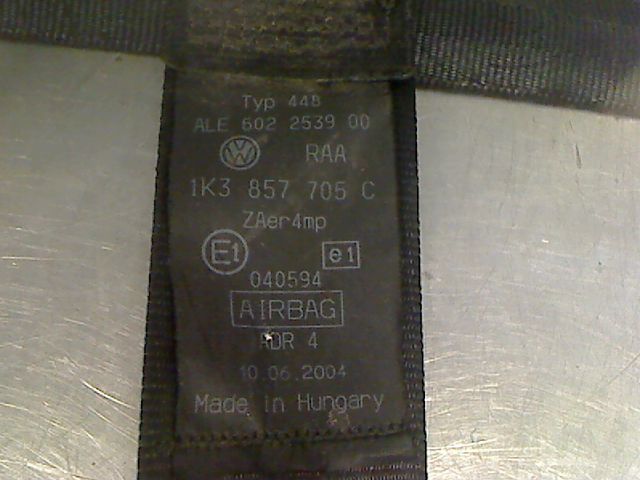 Typ 448
ALE 602 2539 00
VW RAA
1K3 857 705 C
ZAer4mp
E1 e1
040594
AIRBAG
ADR 4
10.06.2004
Made in Hungary